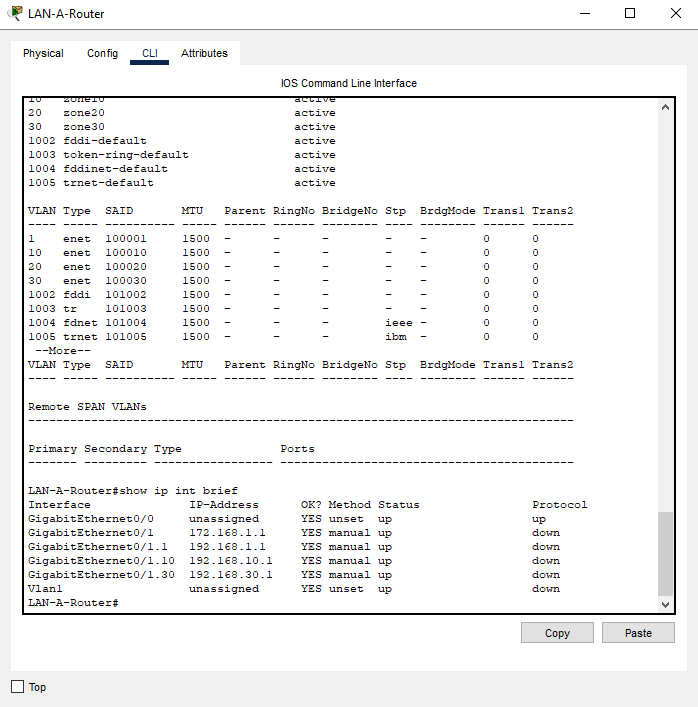 LAN-A-Router
Physical Config CLI Attributes
IOS Command Line Interface
10 zone10 active
20 zone20 active
30 zone30 active
1002 fddi-default active
1003 token-ring-default active
1004 fddinet-default active
1005 trnet-default active
VLAN Type SAID MTU Parent RingNo BridgeNo Stp BrdgMode Trans1 Trans2
---- ----- ---------- ----- ------ ------ -------- ---- -------- ------ ------
1 enet 100001 1500 - - - - - 0 0
10 enet 100010 1500 - - - - - 0 0
20 enet 100020 1500 - - - - - 0 0
30 enet 100030 1500 - - - - - 0 0
1002 fddi 101002 1500 - - - - - 0 0
1003 tr 101003 1500 - - - - - 0 0
1004 fdnet 101004 1500 - - - ieee - 0 0
1005 trnet 101005 1500 - - - ibm - 0 0
--More--
VLAN Type SAID MTU Parent RingNo BridgeNo Stp BrdgMode Trans1 Trans2
---- ----- ---------- ----- ------ ------ -------- ---- -------- ------ ------
Remote SPAN VLANs
------------------------------------------------------------------------------
Primary Secondary Type Ports
------- --------- ----------------- ------------------------------------------
LAN-A-Router#show ip int brief
Interface IP-Address OK? Method Status Protocol
GigabitEthernet0/0 unassigned YES unset up up
GigabitEthernet0/1 172.168.1.1 YES manual up down
GigabitEthernet0/1.1 192.168.1.1 YES manual up down
GigabitEthernet0/1.10 192.168.10.1 YES manual up down
GigabitEthernet0/1.30 192.168.30.1 YES manual up down
Vlan1 unassigned YES unset up down
LAN-A-Router#
Copy Paste
Top